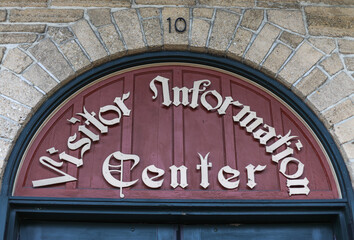 10
Visitor Information
Center